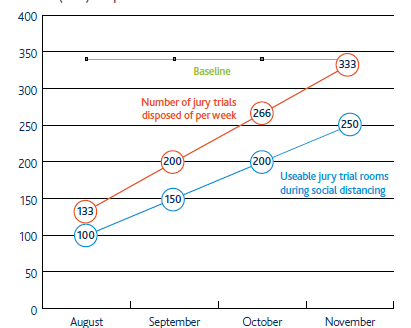 400
350
300
250
200
150
100
50
0
Baseline
333
Number of jury trials
disposed of per week
266
250
200
200
Useable jury trial rooms
during social distancing
150
133
100
August
September
October
November